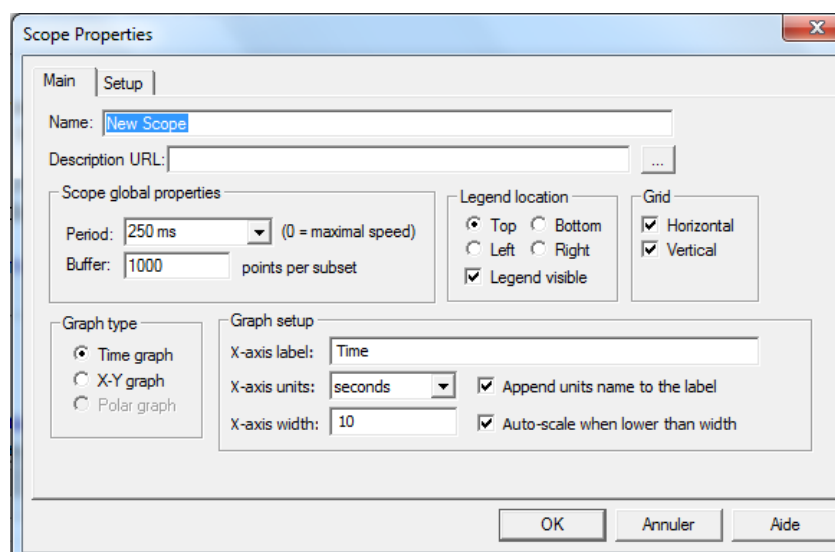 Scope Properties
Main Setup
Name: New Scope
Description URL: ...
Scope global properties
Period: 250 ms (0 = maximal speed)
Buffer: 1000 points per subset
Legend location
Top Bottom
Left Right
Legend visible
Grid
Horizontal
Vertical
Graph type
Time graph
X-Y graph
Polar graph
Graph setup
X-axis label: Time
X-axis units: seconds Append units name to the label
X-axis width: 10 Auto-scale when lower than width
OK Annuler Aide